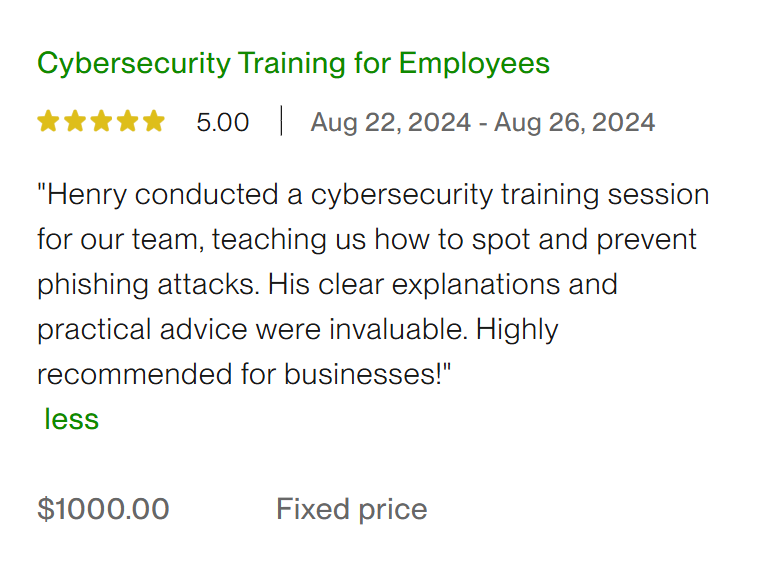 Cybersecurity Training for Employees
5.00 | Aug 22, 2024 - Aug 26, 2024
"Henry conducted a cybersecurity training session
for our team, teaching us how to spot and prevent
phishing attacks. His clear explanations and
practical advice were invaluable. Highly
recommended for businesses!"
less
$1000.00 Fixed price